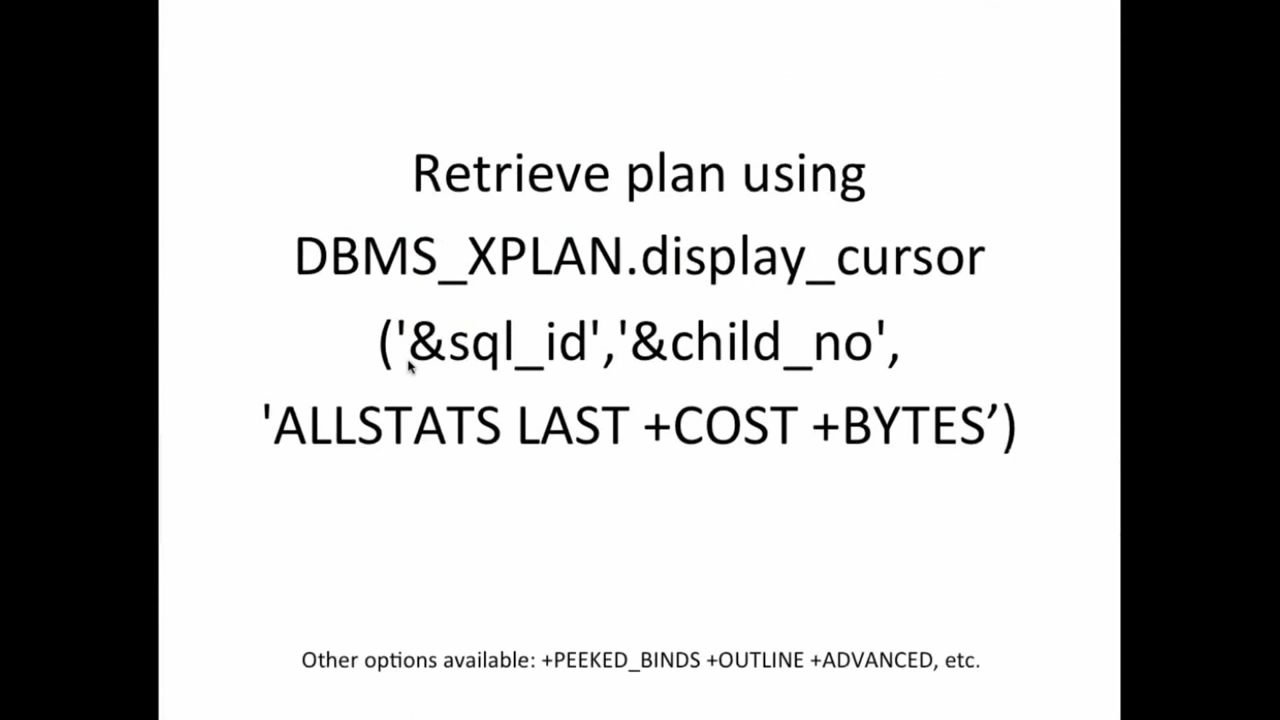 Retrieve plan using
DBMS_XPLAN.display_cursor
('&sql_id','&child_no',
'ALLSTATS LAST +COST +BYTES’)
Other options available: +PEEKED_BINDS +OUTLINE +ADVANCED, etc.